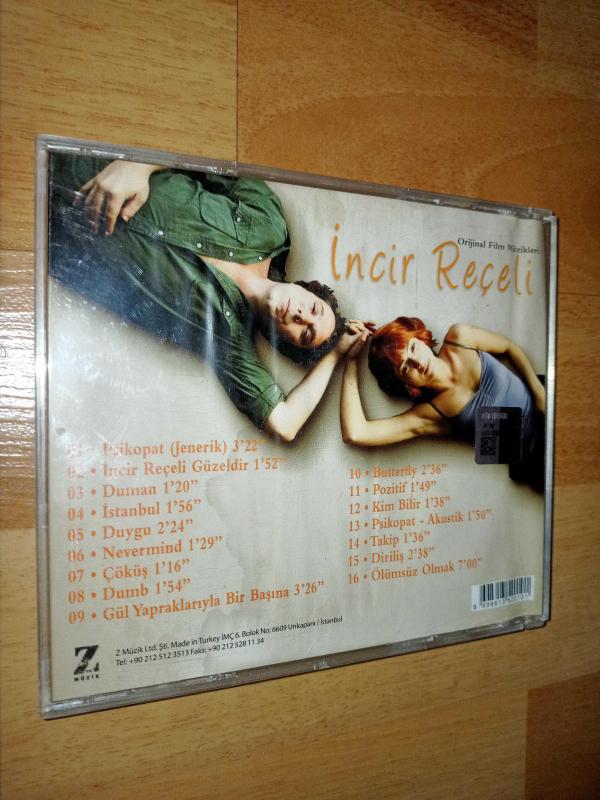 Orijinal Film Müzikleri
İncir Reçeli
01 • Psikopat (Jenerik) 3'22"
02 • İncir Reçeli Güzeldir 1'52"
03 • Duman 1'20"
04 • İstanbul 1'56"
05 • Duygu 2'24"
06 • Nevermind 1'29"
07 • Çöküş 1'16"
08 • Dumb 1'54"
09 • Gül Yapraklarıyla Bir Başına 3'26"
10 • Butterfly 2'36"
11 • Pozitif 1'49"
12 • Kim Bilir 1'38"
13 • Psikopat - Akustik 1'50"
14 • Takip 1'36"
15 • Diriliş 2'38"
16 • Ölümsüz Olmak 7'00"
Z
MÜZİK
Z Müzik Ltd. Şti. Made in Turkey İMÇ 6. Bolok No: 6609 Unkapanı / İstanbul
Tel: +90 212 512 3513 Faks: +90 212 528 11 34